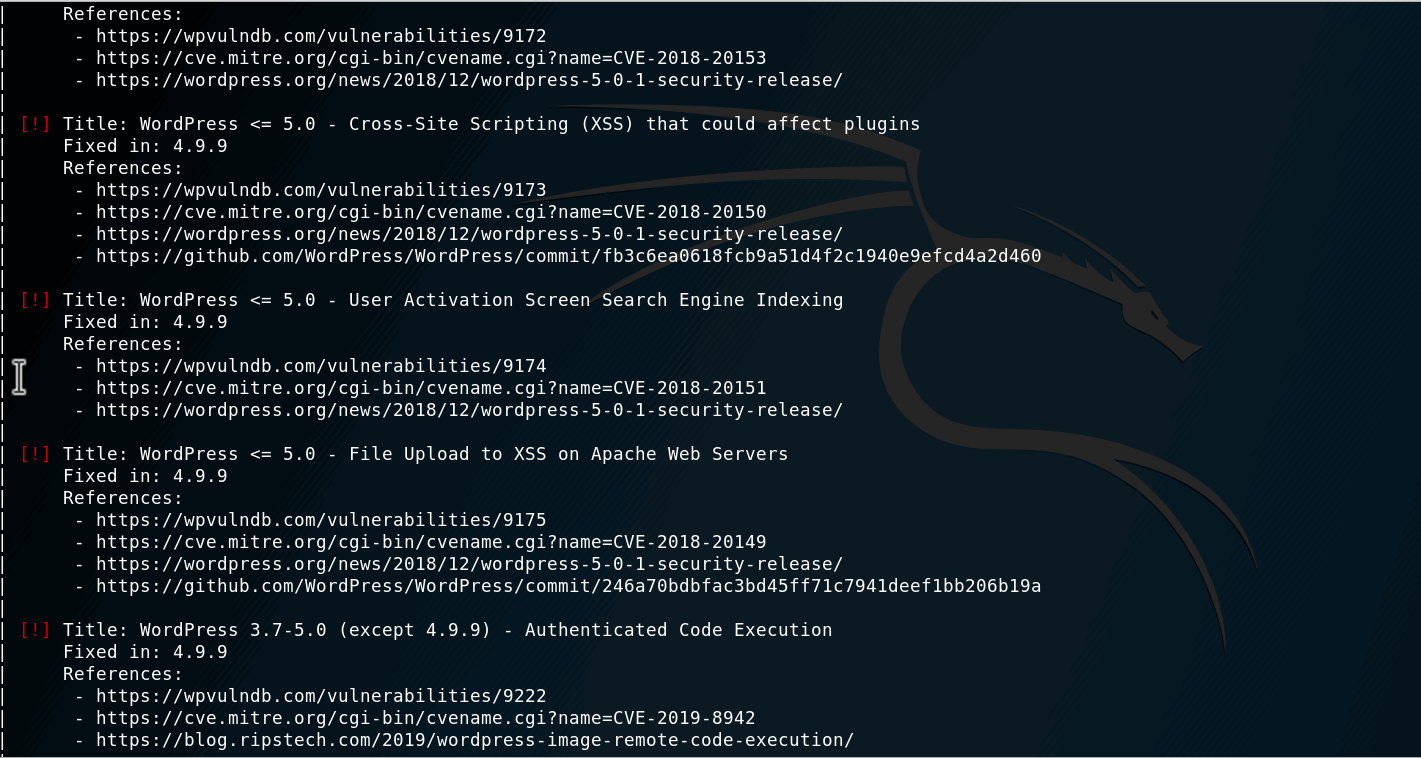 |     References:
|      - https://wpvulndb.com/vulnerabilities/9172
|      - https://cve.mitre.org/cgi-bin/cvename.cgi?name=CVE-2018-20153
|      - https://wordpress.org/news/2018/12/wordpress-5-0-1-security-release/
|
| [!] Title: WordPress <= 5.0 - Cross-Site Scripting (XSS) that could affect plugins
|     Fixed in: 4.9.9
|     References:
|      - https://wpvulndb.com/vulnerabilities/9173
|      - https://cve.mitre.org/cgi-bin/cvename.cgi?name=CVE-2018-20150
|      - https://wordpress.org/news/2018/12/wordpress-5-0-1-security-release/
|      - https://github.com/WordPress/WordPress/commit/fb3c6ea0618fcb9a51d4f2c1940e9efcd4a2d460
|
| [!] Title: WordPress <= 5.0 - User Activation Screen Search Engine Indexing
|     Fixed in: 4.9.9
|     References:
|      - https://wpvulndb.com/vulnerabilities/9174
|      - https://cve.mitre.org/cgi-bin/cvename.cgi?name=CVE-2018-20151
|      - https://wordpress.org/news/2018/12/wordpress-5-0-1-security-release/
|
| [!] Title: WordPress <= 5.0 - File Upload to XSS on Apache Web Servers
|     Fixed in: 4.9.9
|     References:
|      - https://wpvulndb.com/vulnerabilities/9175
|      - https://cve.mitre.org/cgi-bin/cvename.cgi?name=CVE-2018-20149
|      - https://wordpress.org/news/2018/12/wordpress-5-0-1-security-release/
|      - https://github.com/WordPress/WordPress/commit/246a70bdbfac3bd45ff71c7941deef1bb206b19a
|
| [!] Title: WordPress 3.7-5.0 (except 4.9.9) - Authenticated Code Execution
|     Fixed in: 4.9.9
|     References:
|      - https://wpvulndb.com/vulnerabilities/9222
|      - https://cve.mitre.org/cgi-bin/cvename.cgi?name=CVE-2019-8942
|      - https://blog.ripstech.com/2019/wordpress-image-remote-code-execution/